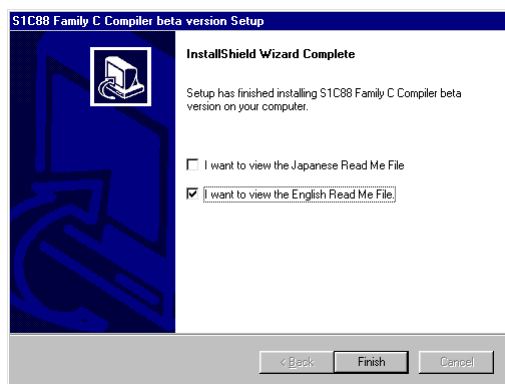 S1C88 Family C Compiler beta version Setup
InstallShield Wizard Complete
Setup has finished installing S1C88 Family C Compiler beta
version on your computer.
I want to view the Japanese Read Me File
I want to view the English Read Me File.
< Back Finish Cancel